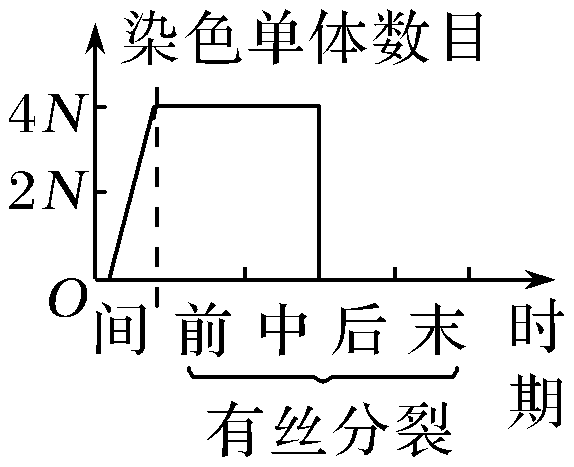 染色单体数目
4N
2N
O
间 前 中 后 末 时期
有丝分裂